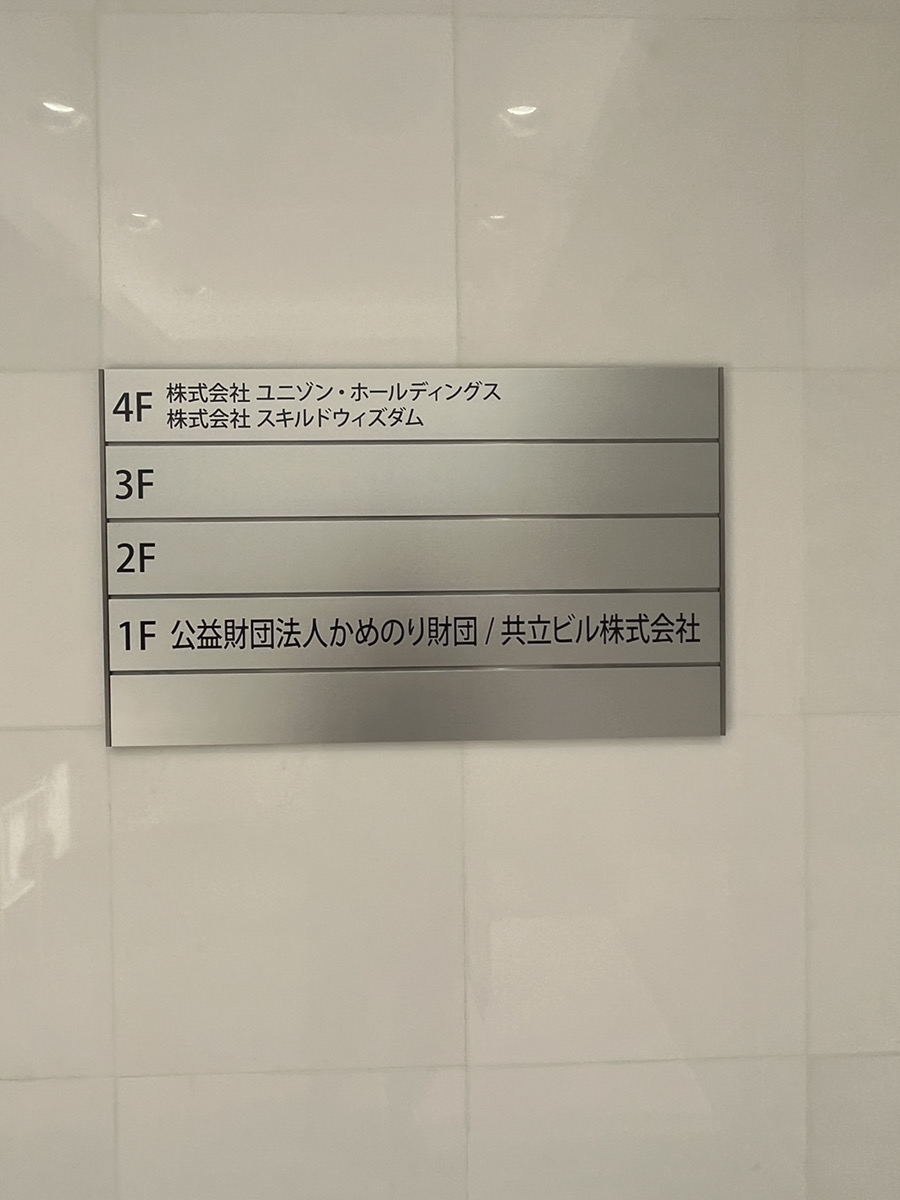 4F 株式会社 ユニゾン・ホールディングス
株式会社 スキルドウィズダム
3F
2F
1F 公益財団法人かめのり財団 / 共立ビル株式会社